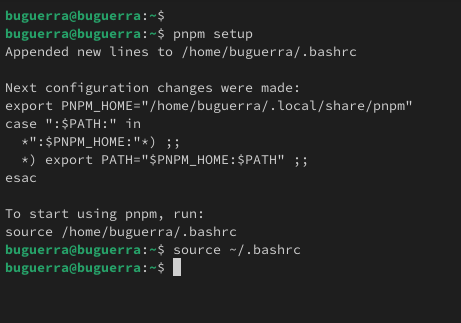 buguerra@buguerra:~$
buguerra@buguerra:~$ pnpm setup
Appended new lines to /home/buguerra/.bashrc

Next configuration changes were made:
export PNPM_HOME="/home/buguerra/.local/share/pnpm"
case ":$PATH:" in
  *":$PNPM_HOME:"*) ;;
  *) export PATH="$PNPM_HOME:$PATH" ;;
esac

To start using pnpm, run:
source /home/buguerra/.bashrc
buguerra@buguerra:~$ source ~/.bashrc
buguerra@buguerra:~$